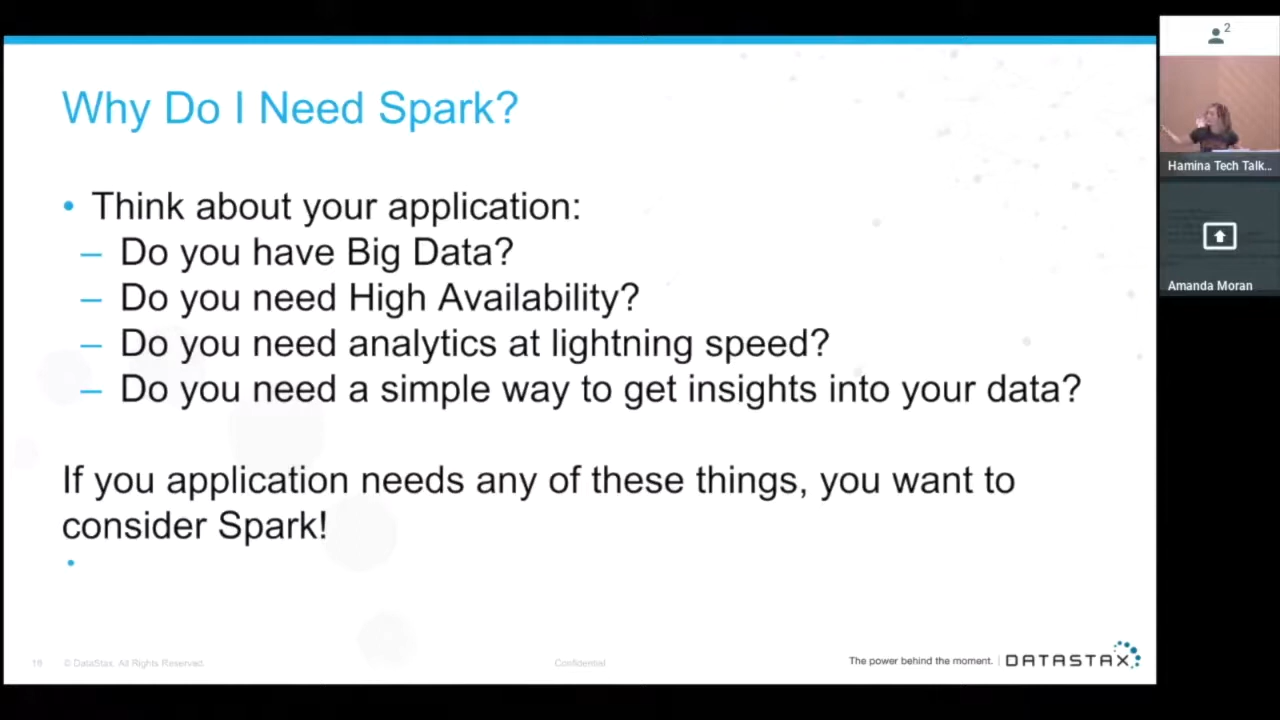 Why Do I Need Spark?
• Think about your application:
– Do you have Big Data?
– Do you need High Availability?
– Do you need analytics at lightning speed?
– Do you need a simple way to get insights into your data?
If you application needs any of these things, you want to
consider Spark!
•
© DataStax, All Rights Reserved.
Confidential
The power behind the moment. | DATASTAX
2
Hamina Tech Talk...
Amanda Moran